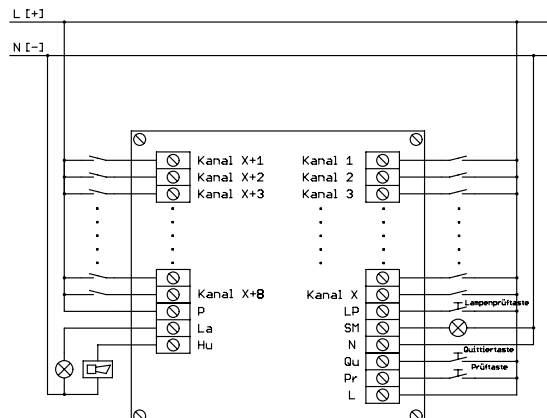 L [+]
N [-]
Kanal X+1
Kanal X+2
Kanal X+3
Kanal X+8
P
La
Hu
Kanal 1
Kanal 2
Kanal 3
Kanal X
LP
SM
N
Qu
Pr
L
Lampenprüftaste
Quittiertaste
Prüftaste